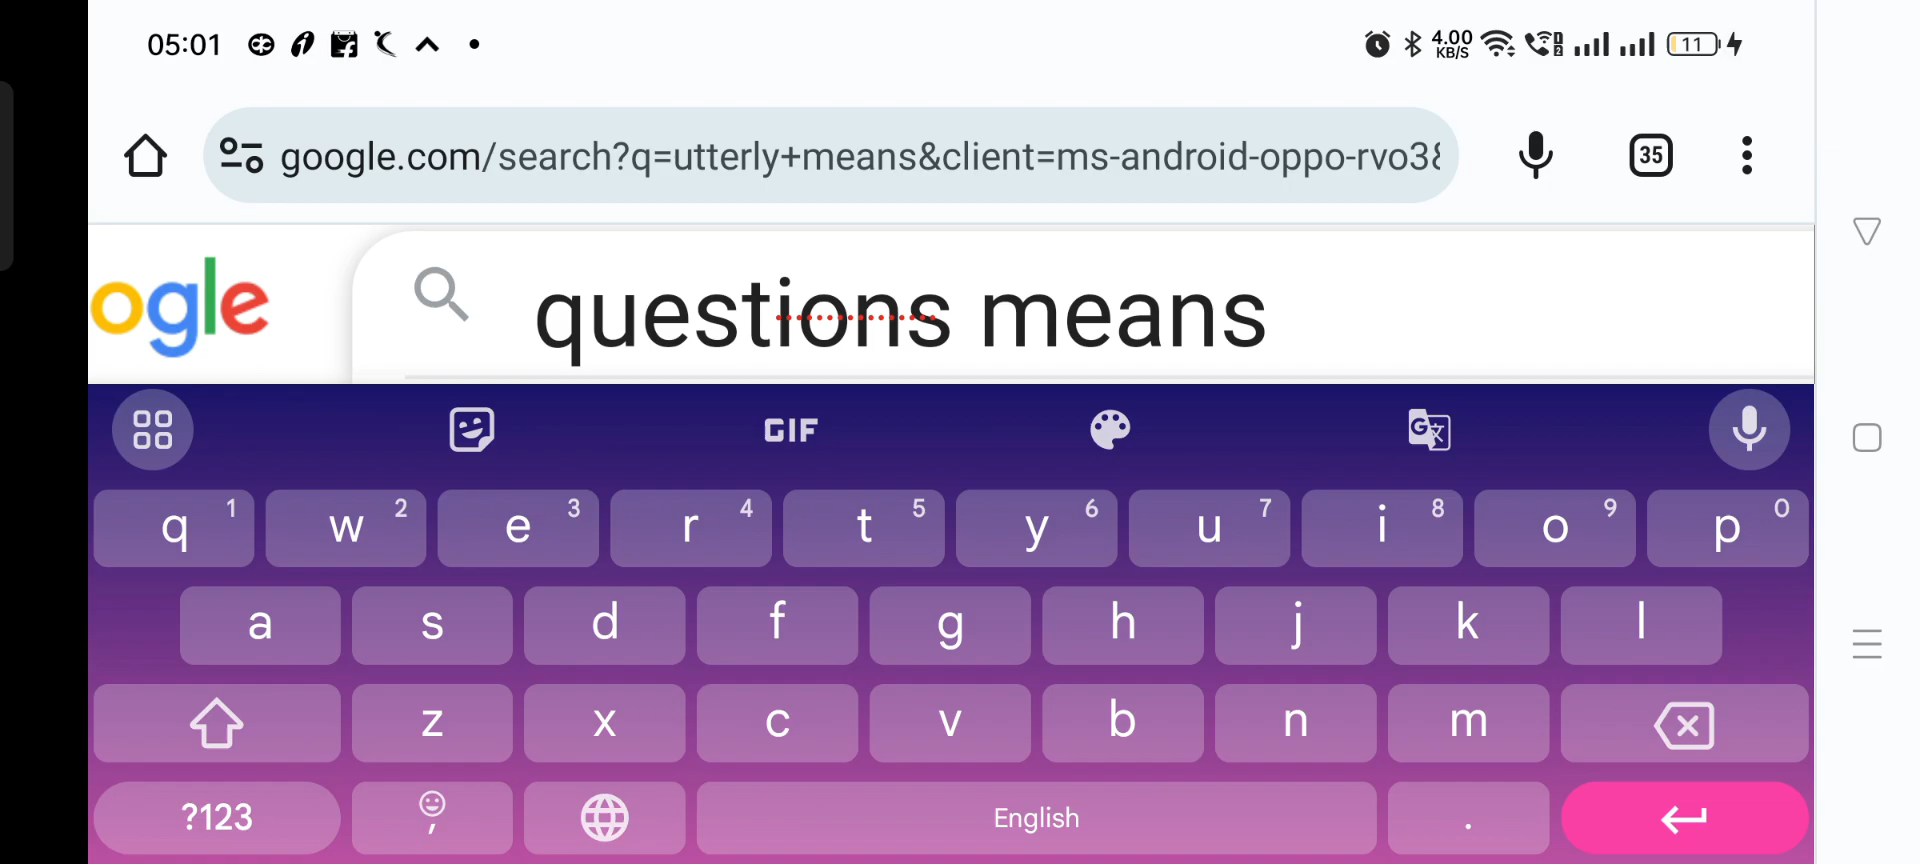 05:01 4.00 KB/S 2 11
google.com/search?q=utterly+means&client=ms-android-oppo-rvo3
35
ogle questions means
GIF G
q 1 w 2 e 3 r 4 t 5 y 6 u 7 i 8 o 9 p 0
a s d f g h j k l
z x c v b n m
?123 , English .